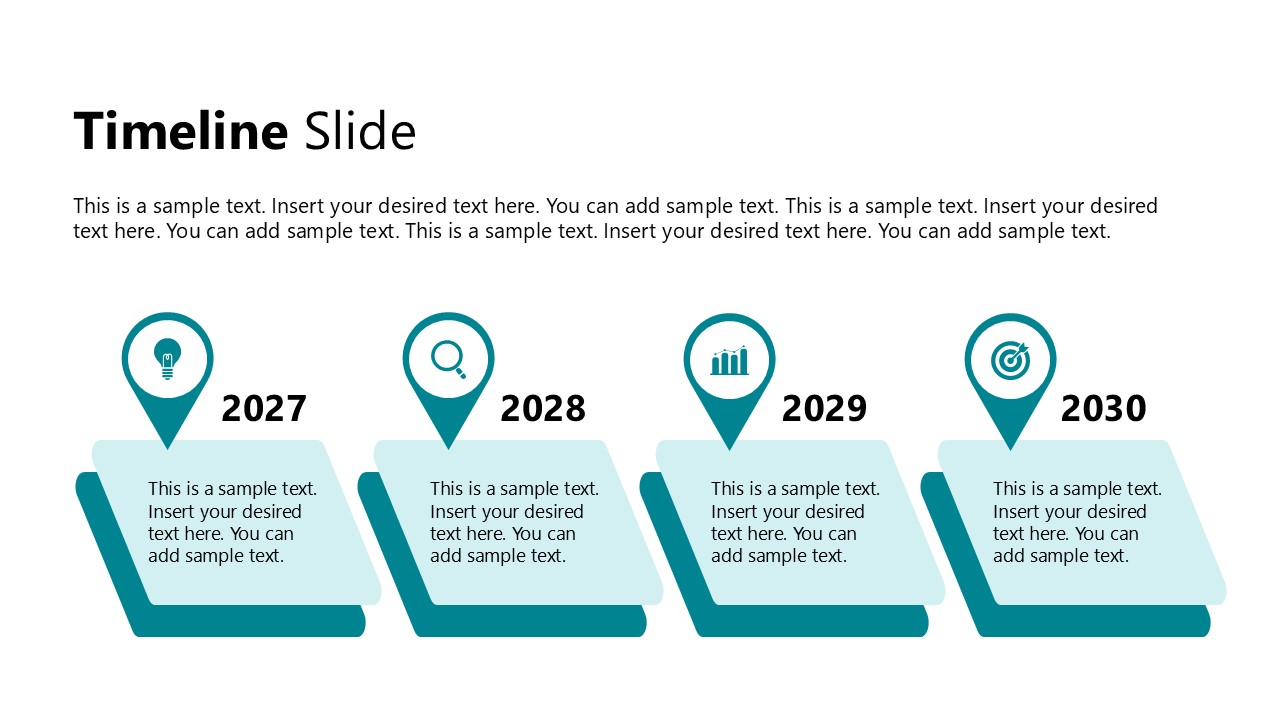 Timeline Slide
This is a sample text. Insert your desired text here. You can add sample text. This is a sample text. Insert your desired
text here. You can add sample text. This is a sample text. Insert your desired text here. You can add sample text.
2027
This is a sample text.
Insert your desired
text here. You can
add sample text.
2028
This is a sample text.
Insert your desired
text here. You can
add sample text.
2029
This is a sample text.
Insert your desired
text here. You can
add sample text.
2030
This is a sample text.
Insert your desired
text here. You can
add sample text.